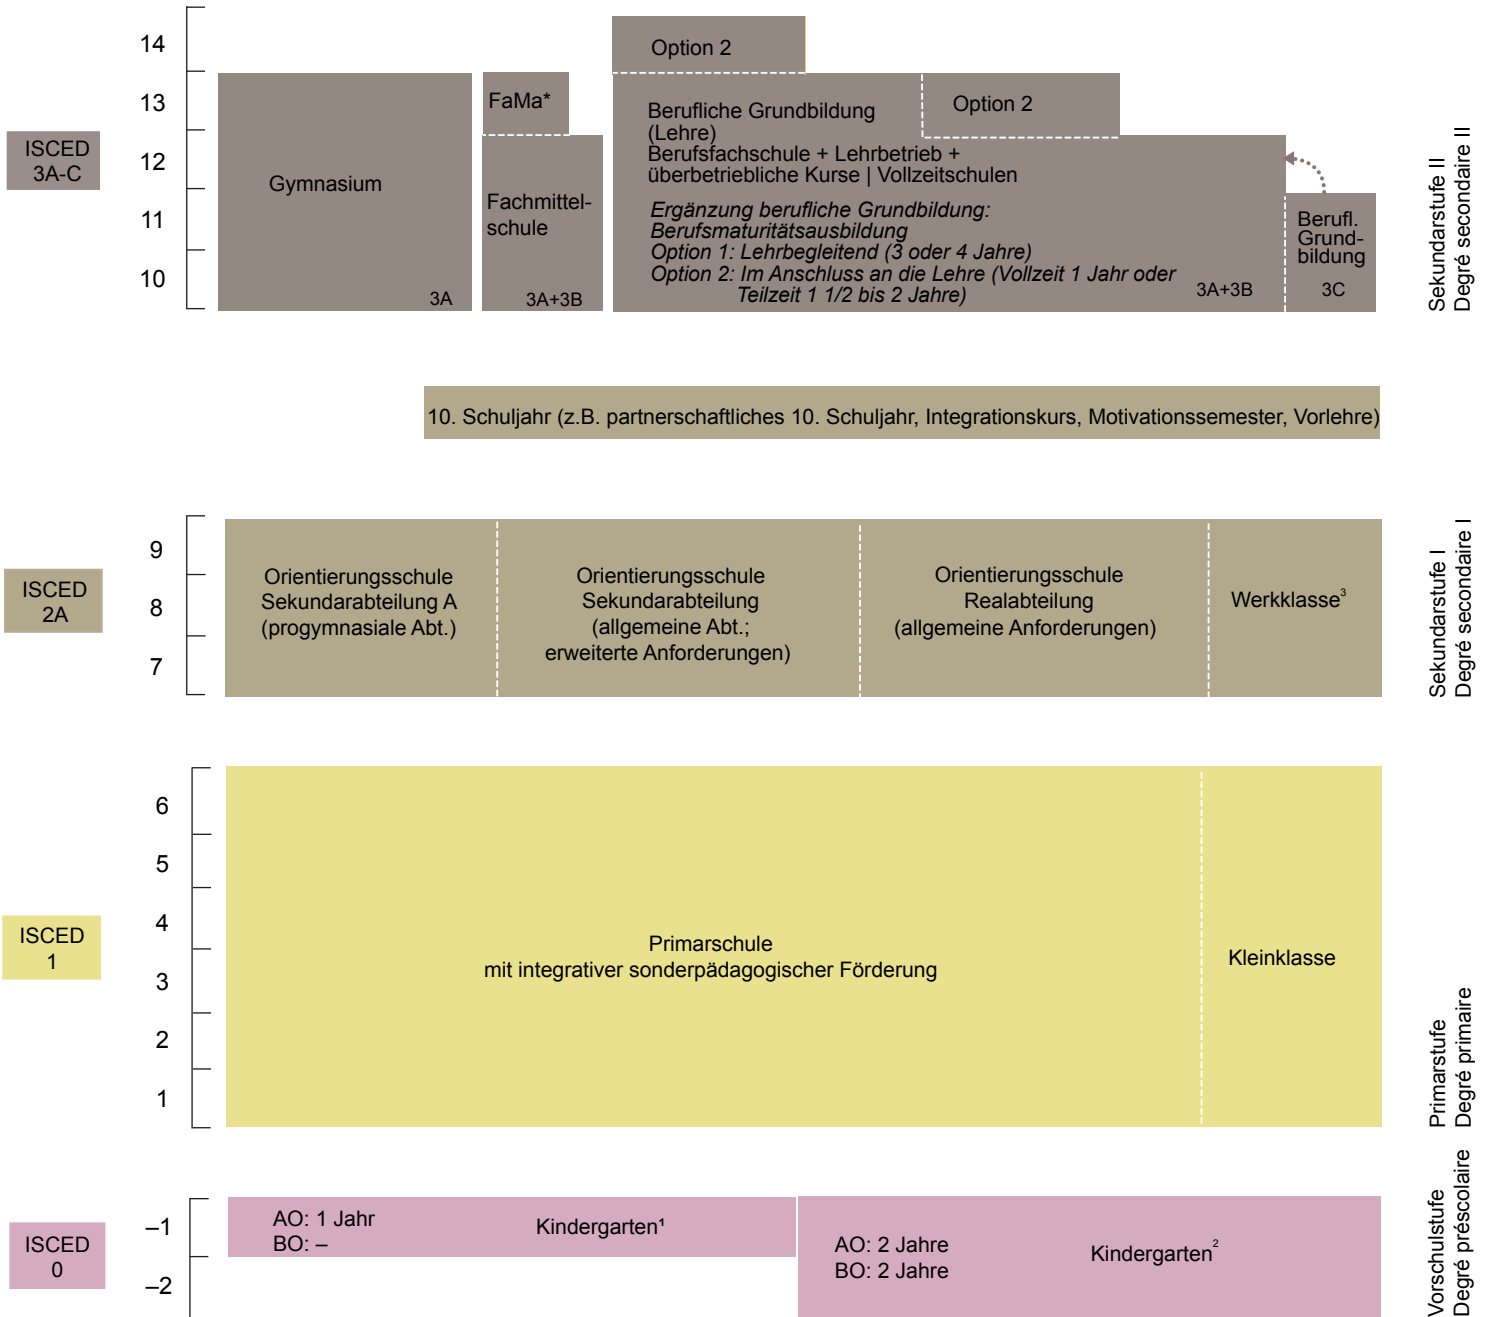 14
13
12
11
10
ISCED
3A-C
Gymnasium
3A
FaMa*
Fachmittel-
schule
3A+3B
Option 2
Option 2
Berufliche Grundbildung
(Lehre)
Berufsfachschule + Lehrbetrieb +
überbetriebliche Kurse | Vollzeitschulen
Ergänzung berufliche Grundbildung:
Berufsmaturitätsausbildung
Option 1: Lehrbegleitend (3 oder 4 Jahre)
Option 2: Im Anschluss an die Lehre (Vollzeit 1 Jahr oder
Teilzeit 1 1/2 bis 2 Jahre)
3A+3B
Berufl.
Grund-
bildung
3C
Sekundarstufe II
Degré secondaire II
10. Schuljahr (z.B. partnerschaftliches 10. Schuljahr, Integrationskurs, Motivationssemester, Vorlehre)
9
8
7
ISCED
2A
Orientierungsschule
Sekundarabteilung A
(progymnasiale Abt.)
Orientierungsschule
Sekundarabteilung
(allgemeine Abt.;
erweiterte Anforderungen)
Orientierungsschule
Realabteilung
(allgemeine Anforderungen)
Werkklasse³
Sekundarstufe I
Degré secondaire I
6
5
4
3
2
1
ISCED
1
Primarschule
mit integrativer sonderpädagogischer Förderung
Kleinklasse
Primarstufe
Degré primaire
–1
–2
ISCED
0
AO: 1 Jahr
BO: –
Kindergarten¹
AO: 2 Jahre
BO: 2 Jahre
Kindergarten²
Vorschulstufe
Degré préscolaire